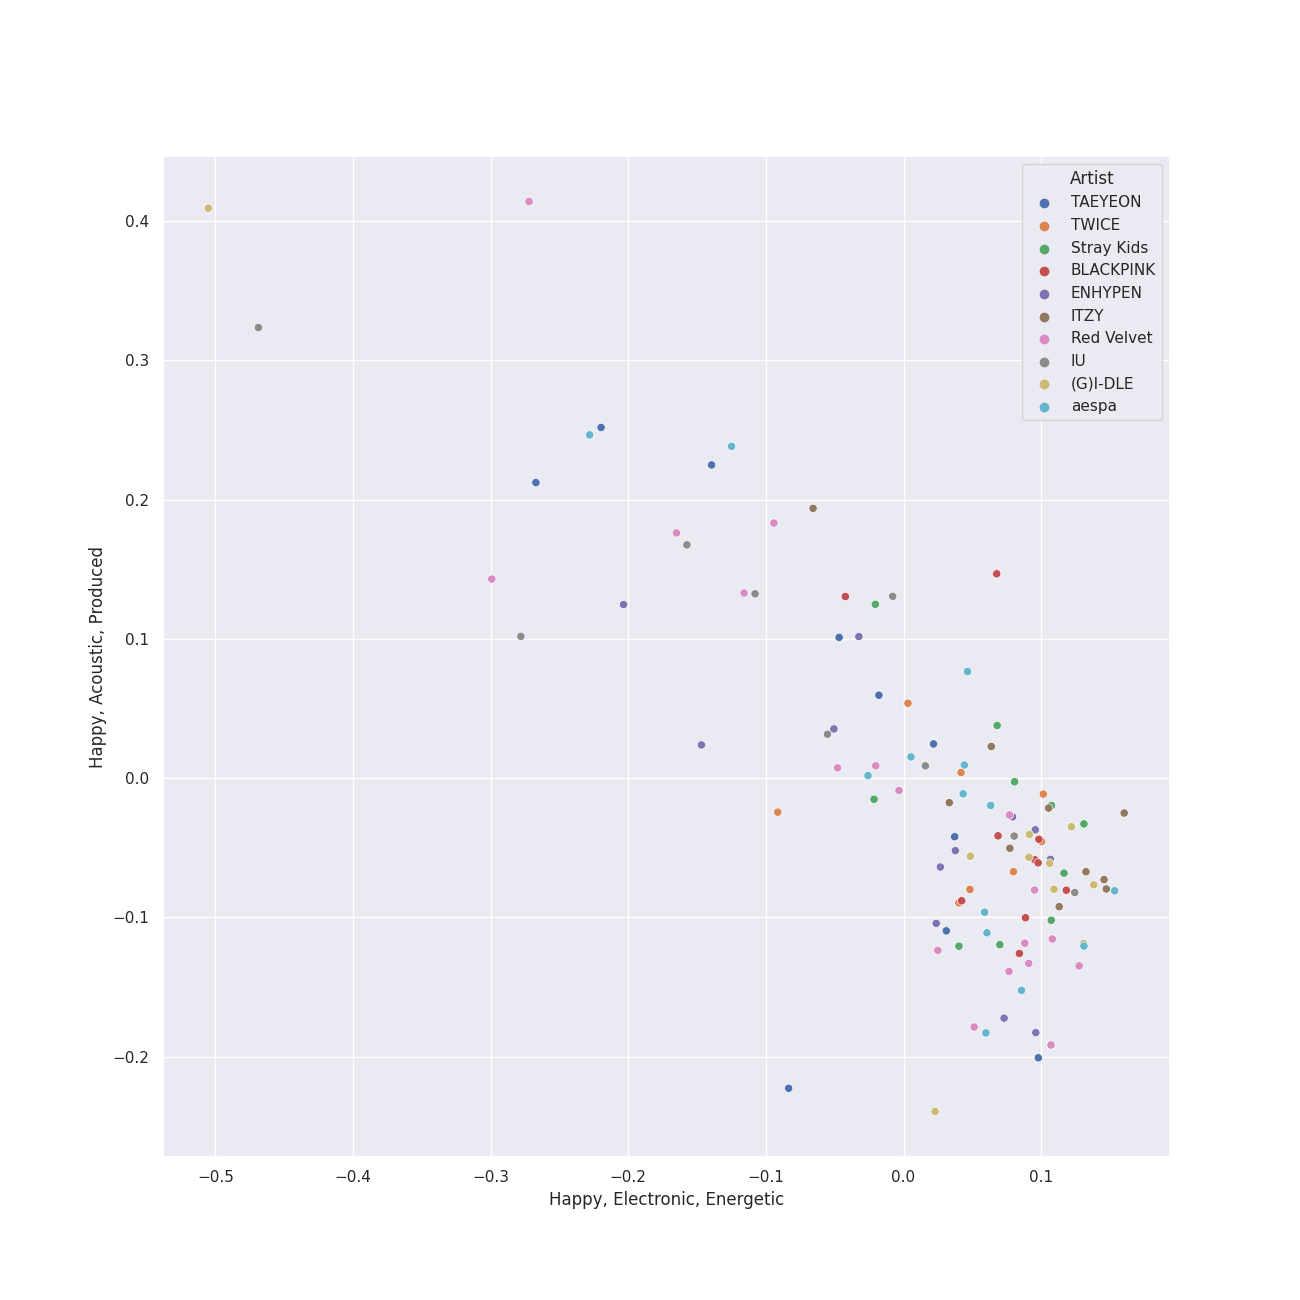 Artist
TAEYEON
TWICE
Stray Kids
BLACKPINK
ENHYPEN
ITZY
Red Velvet
IU
(G)I-DLE
aespa
0.4
0.3
0.2
0.1
0.0
−0.1
−0.2
Happy, Acoustic, Produced
−0.5 −0.4 −0.3 −0.2 −0.1 0.0 0.1
Happy, Electronic, Energetic